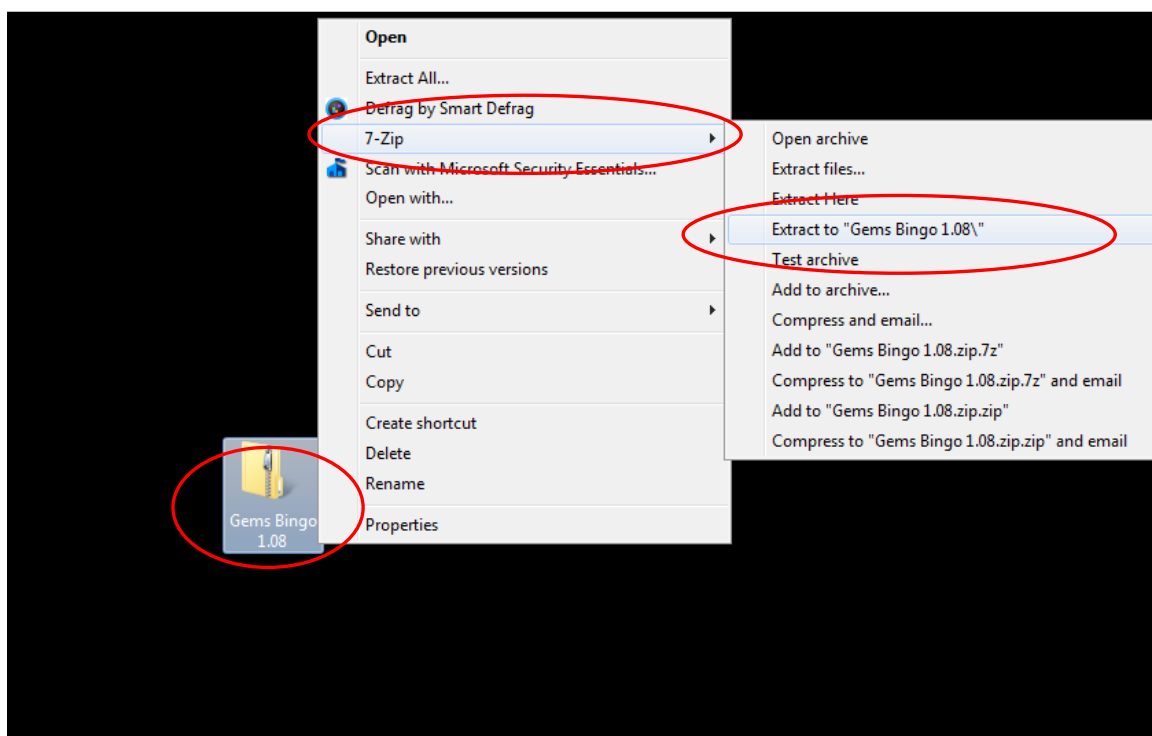 Open
Extract All...
Defrag by Smart Defrag
7-Zip
Scan with Microsoft Security Essentials...
Open with...
Share with
Restore previous versions
Send to
Cut
Copy
Create shortcut
Delete
Rename
Properties
Open archive
Extract files...
Extract Here
Extract to "Gems Bingo 1.08\"
Test archive
Add to archive...
Compress and email...
Add to "Gems Bingo 1.08.zip.7z"
Compress to "Gems Bingo 1.08.zip.7z" and email
Add to "Gems Bingo 1.08.zip.zip"
Compress to "Gems Bingo 1.08.zip.zip" and email
Gems Bingo
1.08